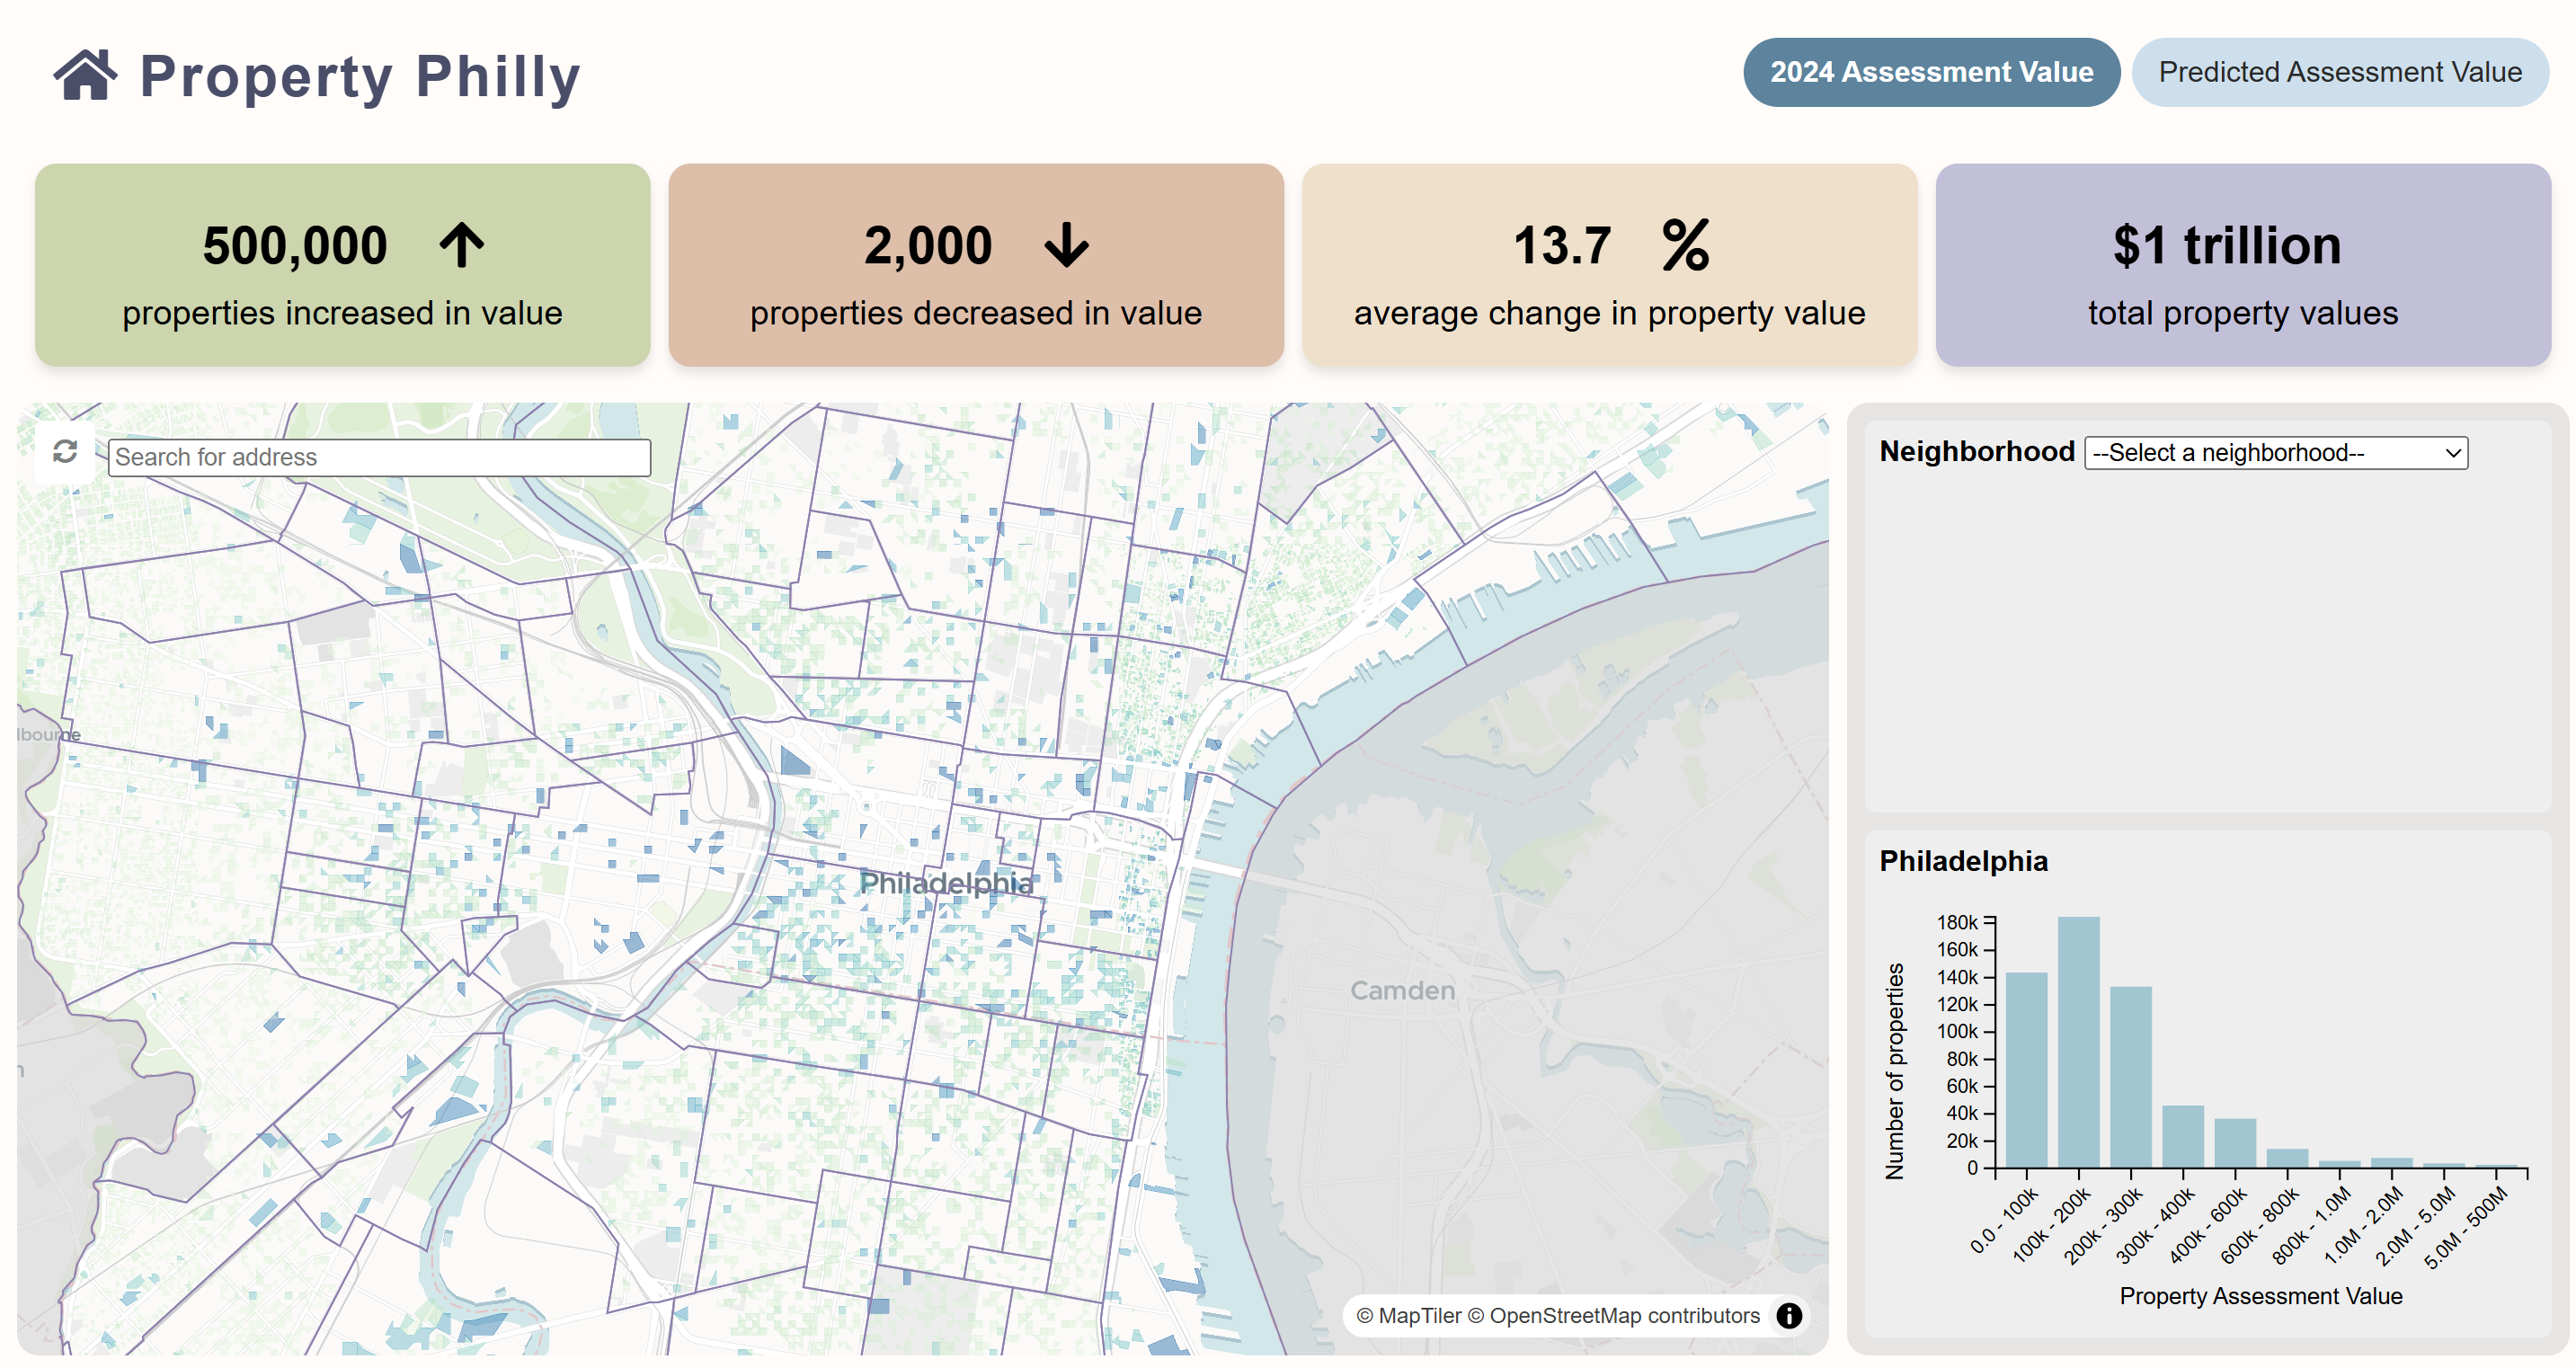 Property Philly
2024 Assessment Value
Predicted Assessment Value
500,000
properties increased in value
2,000
properties decreased in value
13.7 %
average change in property value
$1 trillion
total property values
Search for address
lbourne
Philadelphia
Camden
© MapTiler © OpenStreetMap contributors
Neighborhood --Select a neighborhood--
Philadelphia
Number of properties
180k
160k
140k
120k
100k
80k
60k
40k
20k
0
0.0 - 100k
100k - 200k
200k - 300k
300k - 400k
400k - 600k
600k - 800k
800k - 1.0M
1.0M - 2.0M
2.0M - 5.0M
5.0M - 500M
Property Assessment Value